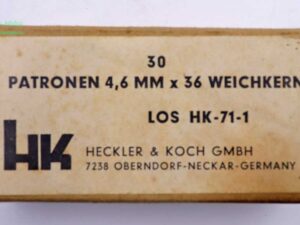 30
PATRONEN 4,6 MM x 36 WEICHKERN
LOS HK-71-1
HK
HECKLER & KOCH GMBH
7238 OBERNDORF-NECKAR-GERMANY